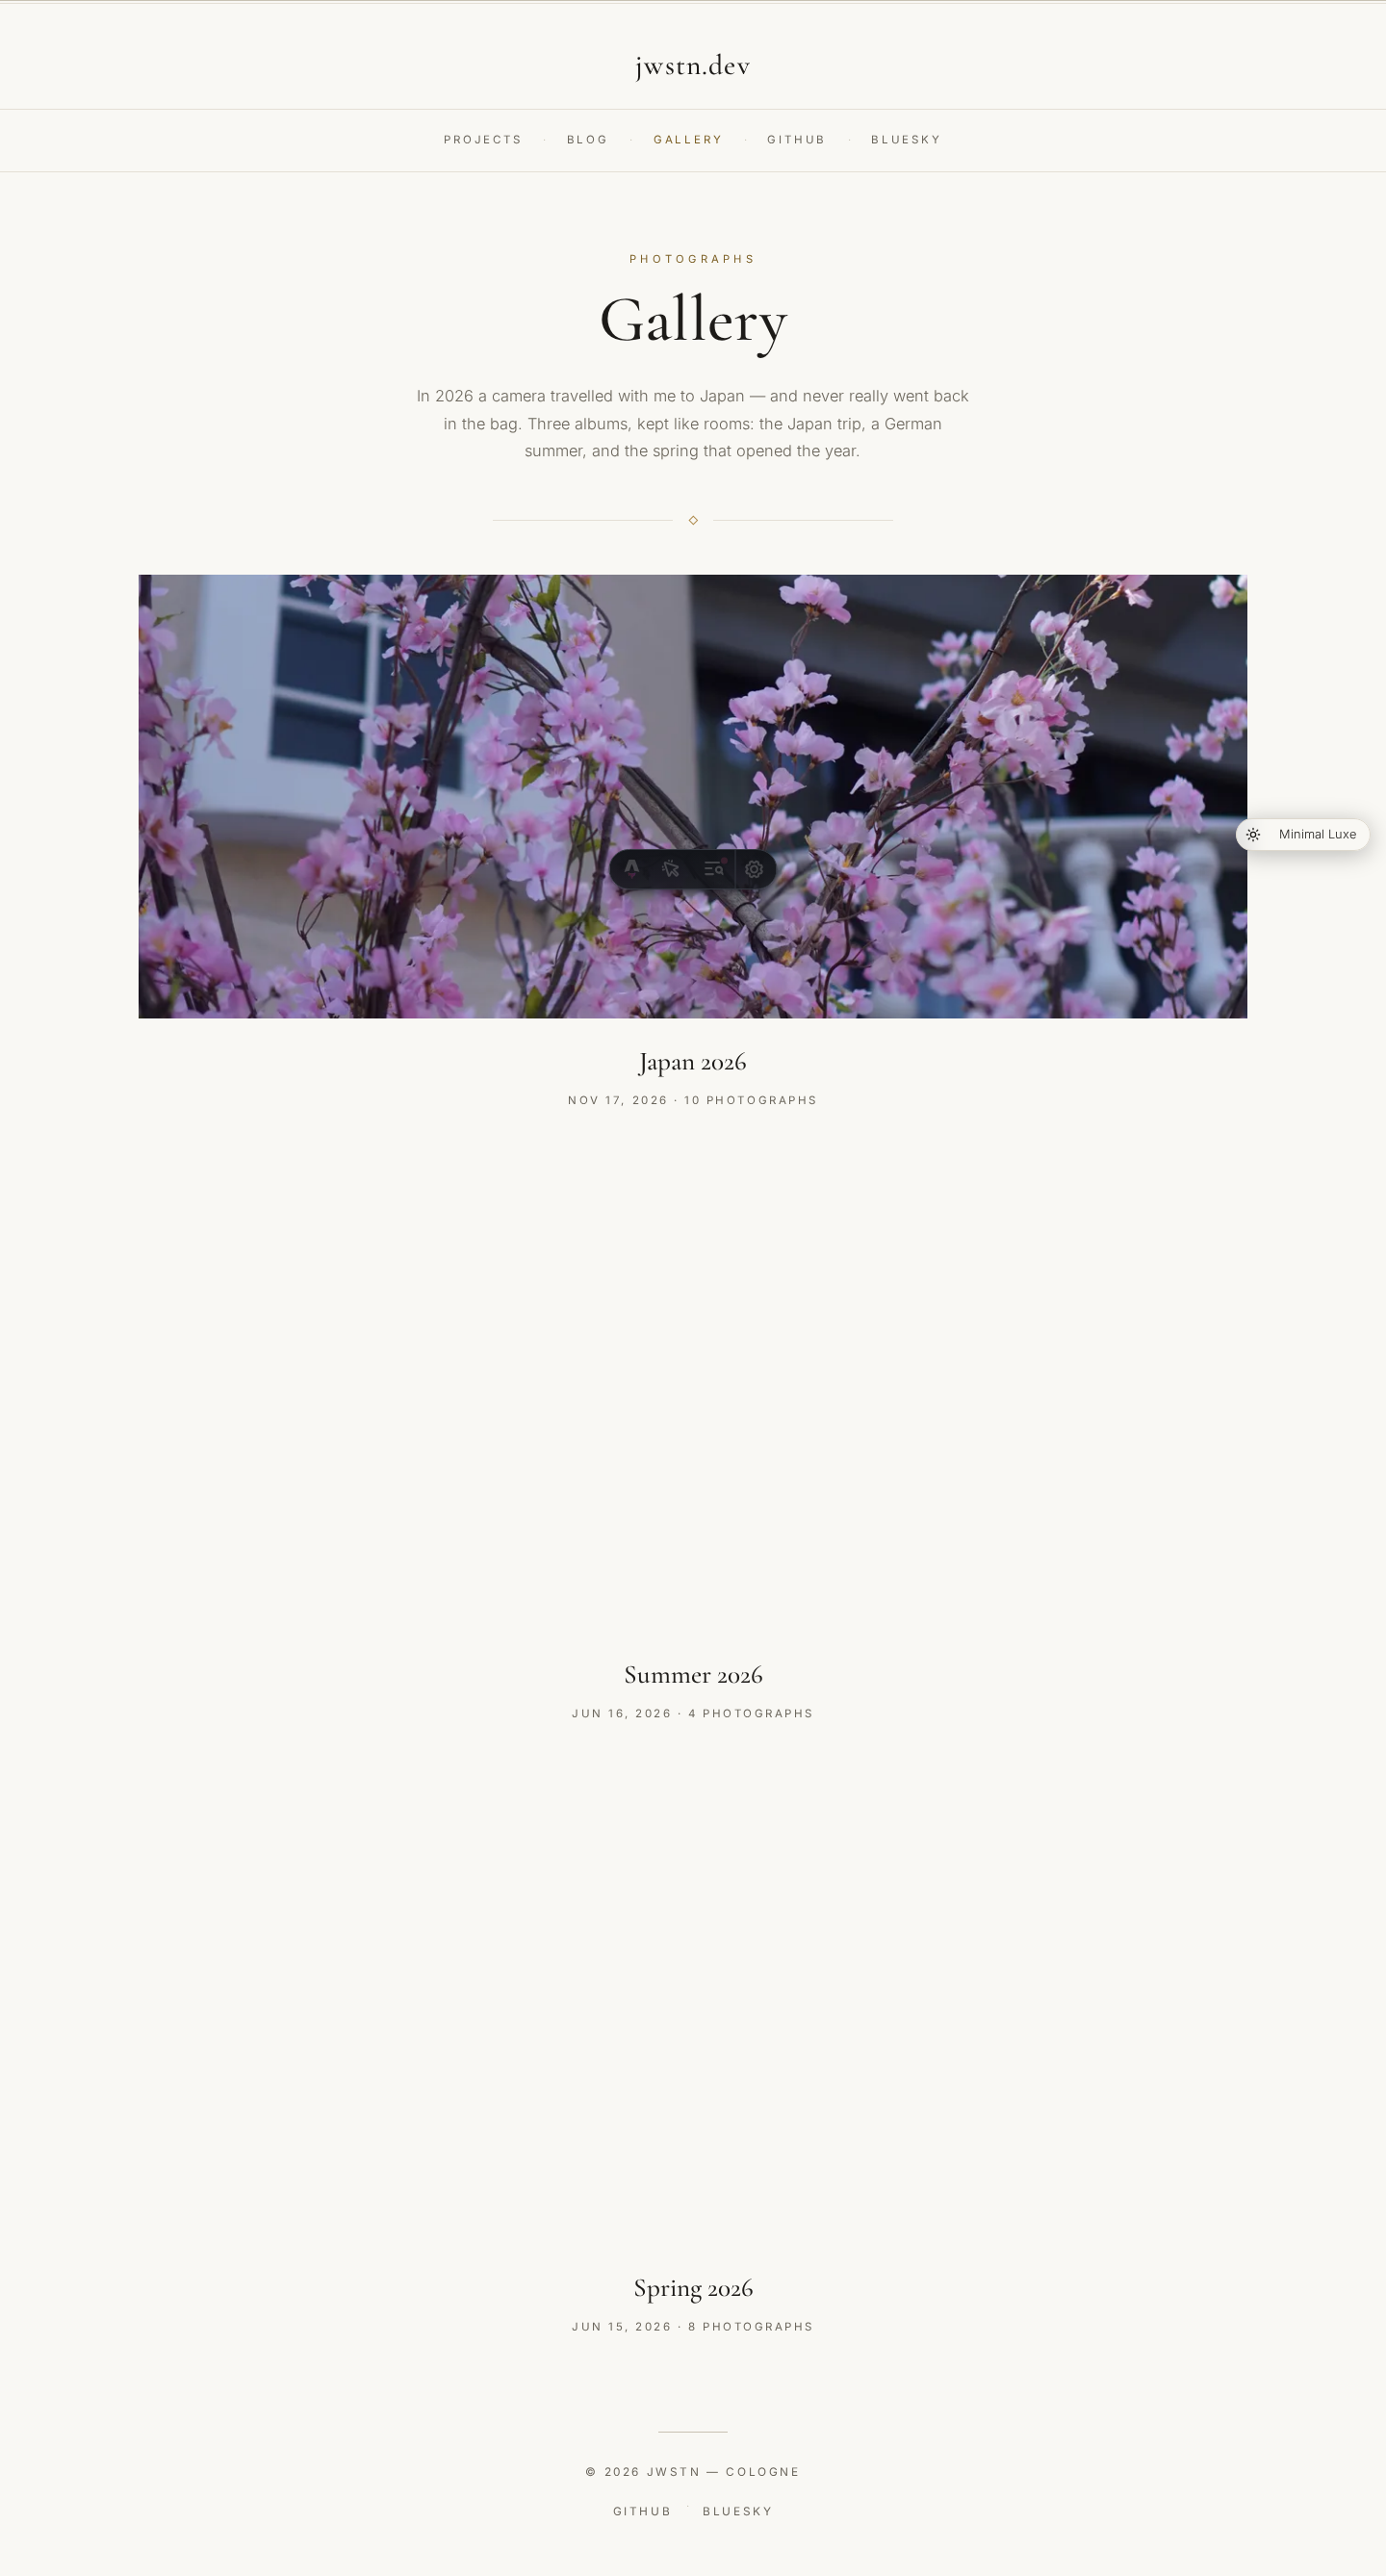 jwstn.dev
PROJECTS · BLOG · GALLERY · GITHUB · BLUESKY
PHOTOGRAPHS
Gallery
In 2026 a camera travelled with me to Japan — and never really went back
in the bag. Three albums, kept like rooms: the Japan trip, a German
summer, and the spring that opened the year.
Minimal Luxe
Japan 2026
NOV 17, 2026 · 10 PHOTOGRAPHS
Summer 2026
JUN 16, 2026 · 4 PHOTOGRAPHS
Spring 2026
JUN 15, 2026 · 8 PHOTOGRAPHS
© 2026 JWSTN — COLOGNE
GITHUB · BLUESKY